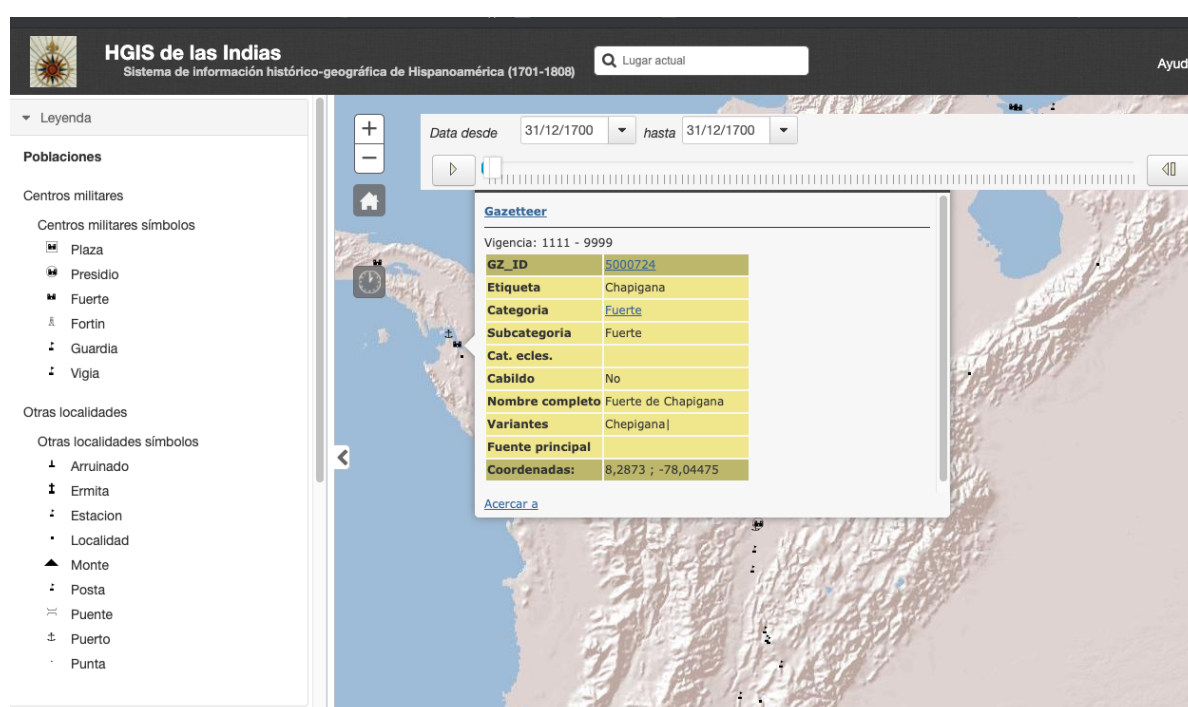 HGIS de las Indias
Sistema de información histórico-geográfica de Hispanoamérica (1701-1808)
Lugar actual
Ayud
Leyenda
Poblaciones
Centros militares
Centros militares símbolos
Plaza
Presidio
Fuerte
Fortin
Guardia
Vigia
Otras localidades
Otras localidades símbolos
Arruinado
Ermita
Estacion
Localidad
Monte
Posta
Puente
Puerto
Punta
Data desde 31/12/1700 hasta 31/12/1700
Gazetteer
Vigencia: 1111 - 9999
GZ_ID 5000724
Etiqueta Chapigana
Categoria Fuerte
Subcategoria Fuerte
Cat. ecles.
Cabildo No
Nombre completo Fuerte de Chapigana
Variantes Chepigana|
Fuente principal
Coordenadas: 8,2873 ; -78,04475
Acercar a